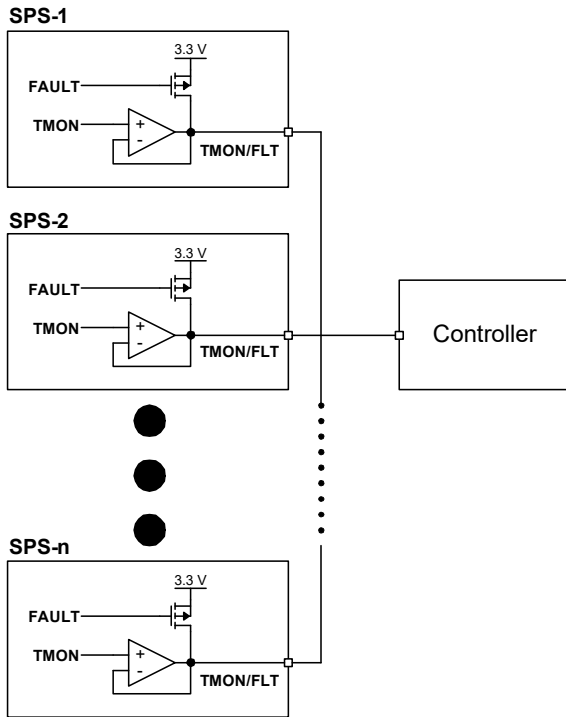 SPS-1
3.3 V
FAULT
TMON
+
-
TMON/FLT
SPS-2
3.3 V
FAULT
TMON
+
-
TMON/FLT
Controller
SPS-n
3.3 V
FAULT
TMON
+
-
TMON/FLT